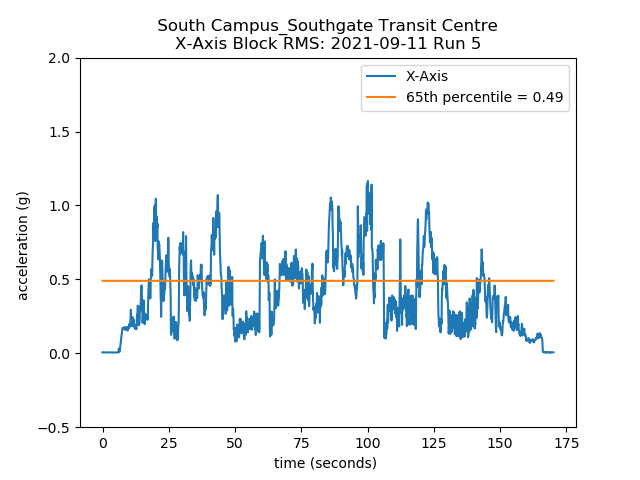 South Campus_Southgate Transit Centre
X-Axis Block RMS: 2021-09-11 Run 5
X-Axis
65th percentile = 0.49
acceleration (g)
2.0
1.5
1.0
0.5
0.0
−0.5
0 25 50 75 100 125 150 175
time (seconds)